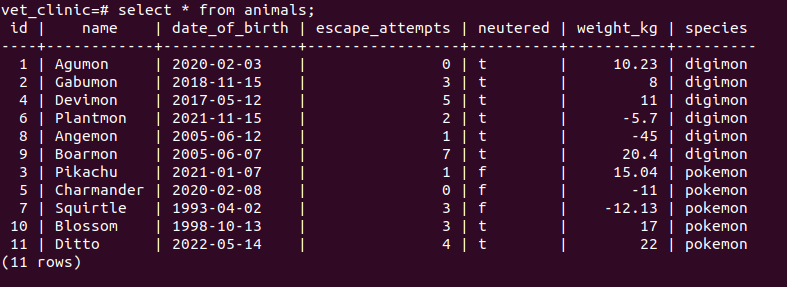 vet_clinic=# select * from animals;
 id |    name    | date_of_birth | escape_attempts | neutered | weight_kg | species
----+------------+---------------+-----------------+----------+-----------+---------
  1 | Agumon     | 2020-02-03    |               0 | t        |     10.23 | digimon
  2 | Gabumon    | 2018-11-15    |               3 | t        |         8 | digimon
  4 | Devimon    | 2017-05-12    |               5 | t        |        11 | digimon
  6 | Plantmon   | 2021-11-15    |               2 | t        |      -5.7 | digimon
  8 | Angemon    | 2005-06-12    |               1 | t        |       -45 | digimon
  9 | Boarmon    | 2005-06-07    |               7 | t        |      20.4 | digimon
  3 | Pikachu    | 2021-01-07    |               1 | f        |     15.04 | pokemon
  5 | Charmander | 2020-02-08    |               0 | f        |       -11 | pokemon
  7 | Squirtle   | 1993-04-02    |               3 | f        |    -12.13 | pokemon
 10 | Blossom    | 1998-10-13    |               3 | t        |        17 | pokemon
 11 | Ditto      | 2022-05-14    |               4 | t        |        22 | pokemon
(11 rows)